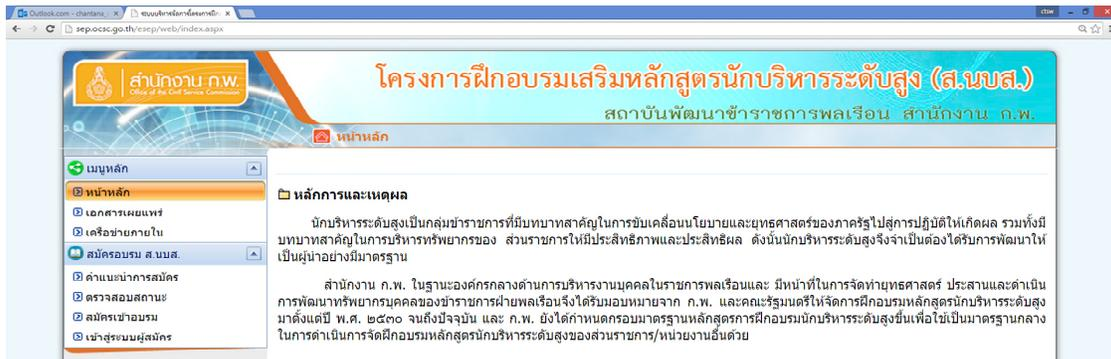 Outlook.com - chantana_
ระบบบริหารจัดการโครงการฝึก
ctsw
sep.ocsc.go.th/esep/web/index.aspx
สำนักงาน ก.พ.
Office of the Civil Service Commission
โครงการฝึกอบรมเสริมหลักสูตรนักบริหารระดับสูง (ส.นบส.)
สถาบันพัฒนาข้าราชการพลเรือน สำนักงาน ก.พ.
หน้าหลัก
เมนูหลัก
หน้าหลัก
เอกสารเผยแพร่
เครือข่ายภายใน
สมัครอบรม ส.นบส.
คำแนะนำการสมัคร
ตรวจสอบสถานะ
สมัครเข้าอบรม
เข้าสู่ระบบผู้สมัคร
หลักการและเหตุผล
นักบริหารระดับสูงเป็นกลุ่มข้าราชการที่มีบทบาทสำคัญในการขับเคลื่อนนโยบายและยุทธศาสตร์ของภาครัฐไปสู่การปฏิบัติให้เกิดผล รวมทั้งมี
บทบาทสำคัญในการบริหารทรัพยากรของ ส่วนราชการให้มีประสิทธิภาพและประสิทธิผล ดังนั้นนักบริหารระดับสูงจึงจำเป็นต้องได้รับการพัฒนาให้
เป็นผู้นำอย่างมีมาตรฐาน
สำนักงาน ก.พ. ในฐานะองค์กรกลางด้านการบริหารงานบุคคลในราชการพลเรือนและ มีหน้าที่ในการจัดทำยุทธศาสตร์ ประสานและดำเนิน
การพัฒนาทรัพยากรบุคคลของข้าราชการฝ่ายพลเรือนจึงได้รับมอบหมายจาก ก.พ. และคณะรัฐมนตรีให้จัดการฝึกอบรมหลักสูตรนักบริหารระดับสูง
มาตั้งแต่ปี พ.ศ. ๒๕๓๐ จนถึงปัจจุบัน และ ก.พ. ยังได้กำหนดกรอบมาตรฐานหลักสูตรการฝึกอบรมนักบริหารระดับสูงขึ้นเพื่อใช้เป็นมาตรฐานกลาง
ในการดำเนินการจัดฝึกอบรมหลักสูตรนักบริหารระดับสูงของส่วนราชการ/หน่วยงานอื่นด้วย